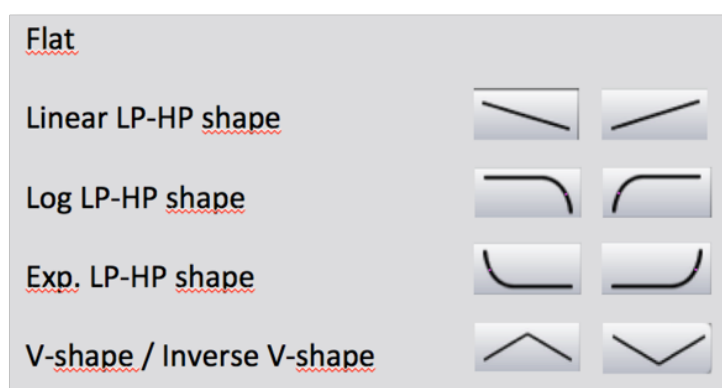 Flat
Linear LP-HP shape
Log LP-HP shape
Exp. LP-HP shape
V-shape / Inverse V-shape